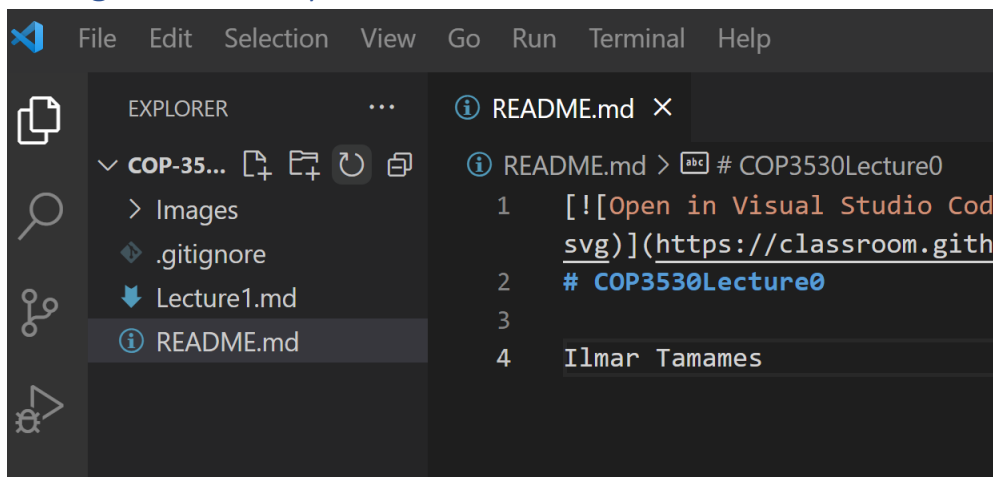 File Edit Selection View Go Run Terminal Help
EXPLORER ...
COP-35...
Images
.gitignore
Lecture1.md
README.md
README.md
README.md > abc # COP3530Lecture0
1 [![Open in Visual Studio Cod
svg)](https://classroom.gith
2 # COP3530Lecture0
3
4 Ilmar Tamames